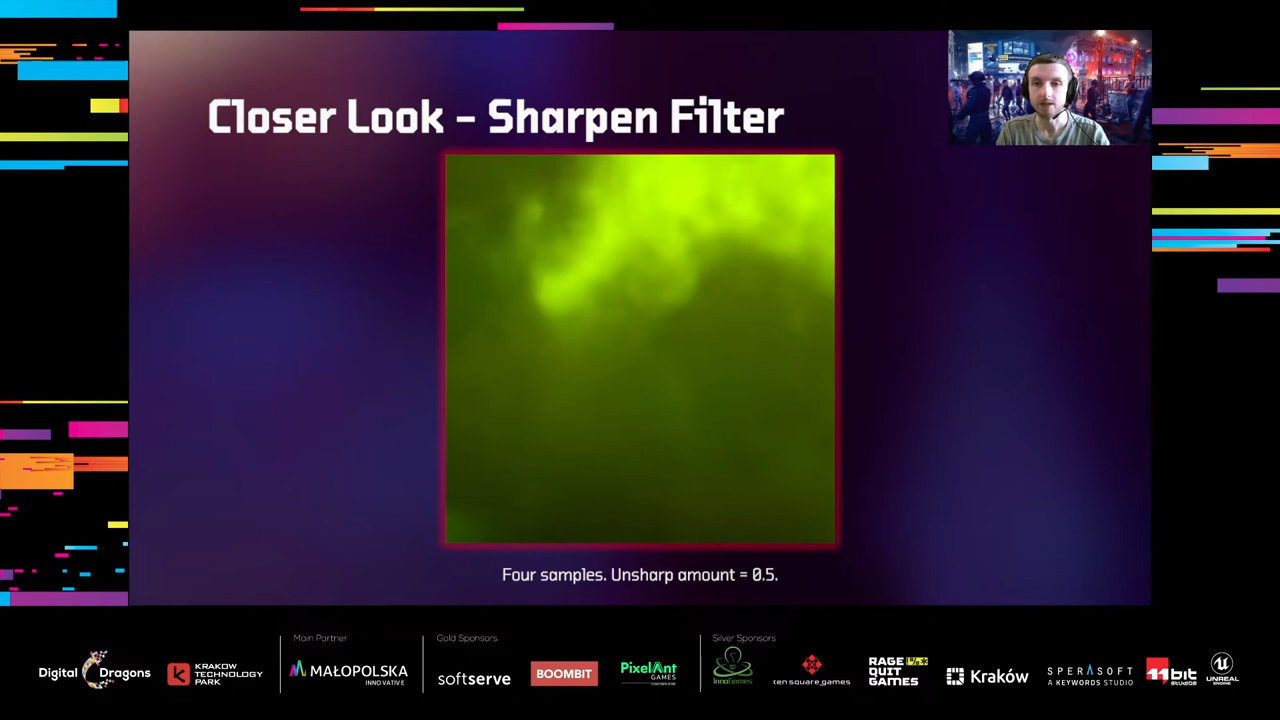 Closer Look - Sharpen Filter
Four samples. Unsharp amount = 0.5.
Main Partner
Gold Sponsors
Silver Sponsors
Digital Dragons
KRAKOW
TECHNOLOGY
PARK
MAŁOPOLSKA
INNOVATIVE
softserve
BOOMBIT
PixelAnt
GAMES
InnoGames
ten square games
RAGE
QUIT
GAMES
Kraków
SPERASOFT
A KEYWORDS STUDIO
11bit
STUDIOS
UNREAL
ENGINE